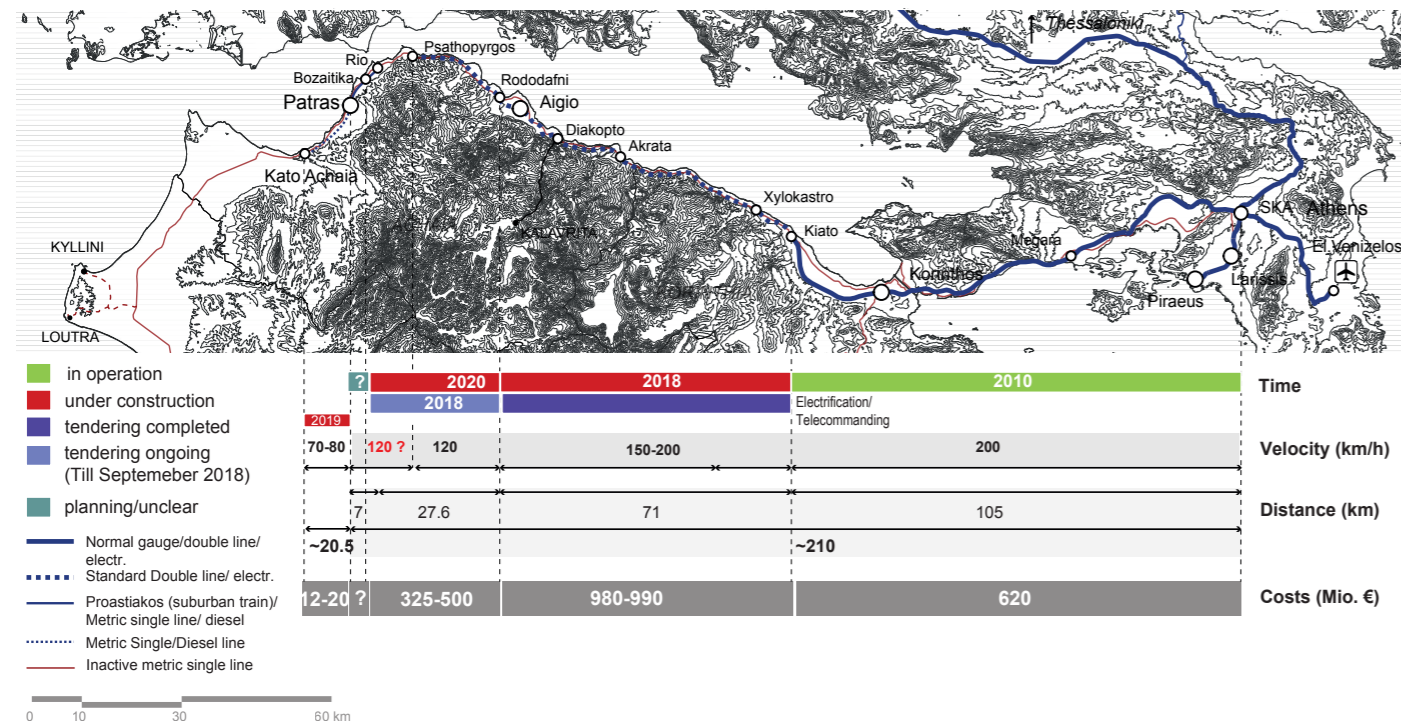 Thessaloniki
Psathopyrgos
Rio
Bozaitika
Patras
Rododafni
Aigio
Diakopto
Akrata
Kato Achaia
KALAVRITA
Xylokastro
Kiato
SKA
Athens
KYLLINI
Megara
El.Venizelos
Korinthos
Larissis
Piraeus
LOUTRA
in operation
under construction
tendering completed
tendering ongoing
(Till Septemeber 2018)
planning/unclear
Normal gauge/double line/
electr.
Standard Double line/ electr.
Proastiakos (suburban train)/
Metric single line/ diesel
Metric Single/Diesel line
Inactive metric single line
0 10 30 60 km
? 2020 2018 2010 Time
2018
Electrification/
Telecommanding
2019
70-80 120 ? 120 150-200 200 Velocity (km/h)
7 27.6 71 105 Distance (km)
~20.5 ~210
12-20 ? 325-500 980-990 620 Costs (Mio. €)